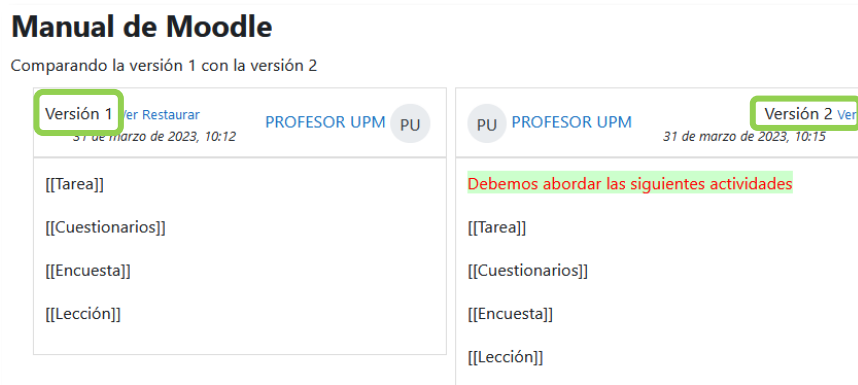 Manual de Moodle
Comparando la versión 1 con la versión 2
Versión 1 Ver Restaurar
31 de marzo de 2023, 10:12
PROFESOR UPM PU
[[Tarea]]
[[Cuestionarios]]
[[Encuesta]]
[[Lección]]
PU PROFESOR UPM
Versión 2 Ver
31 de marzo de 2023, 10:15
Debemos abordar las siguientes actividades
[[Tarea]]
[[Cuestionarios]]
[[Encuesta]]
[[Lección]]